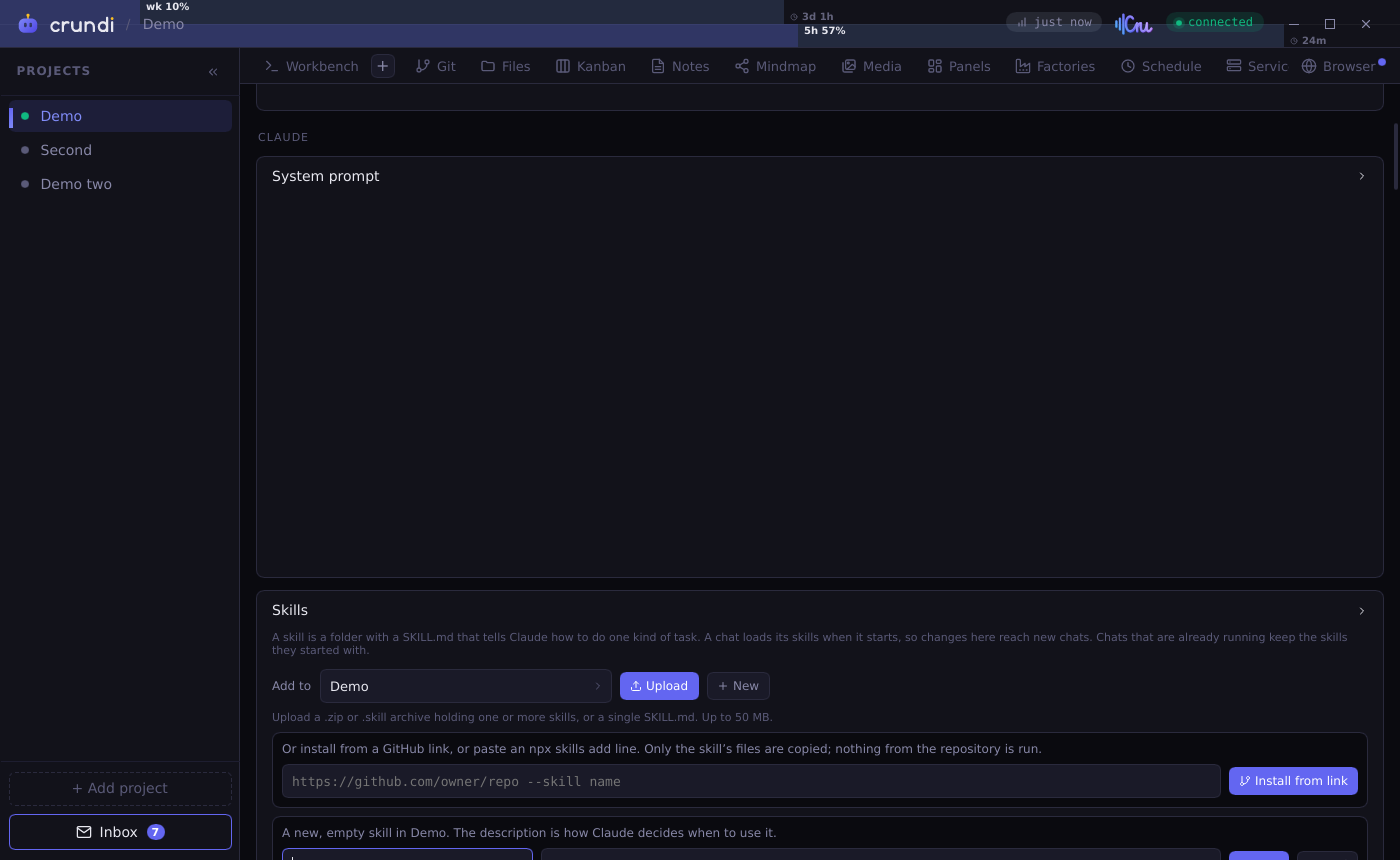 wk 10%
crundi / Demo
3d 1h
5h 57%
just now
Cru
connected
24m
PROJECTS «
Workbench + Git Files Kanban Notes Mindmap Media Panels Factories Schedule Servic Browser
Demo
Second
Demo two
CLAUDE
System prompt
Skills
A skill is a folder with a SKILL.md that tells Claude how to do one kind of task. A chat loads its skills when it starts, so changes here reach new chats. Chats that are already running keep the skills
they started with.
Add to Demo Upload + New
Upload a .zip or .skill archive holding one or more skills, or a single SKILL.md. Up to 50 MB.
Or install from a GitHub link, or paste an npx skills add line. Only the skill’s files are copied; nothing from the repository is run.
https://github.com/owner/repo --skill name Install from link
A new, empty skill in Demo. The description is how Claude decides when to use it.
+ Add project
Inbox 7